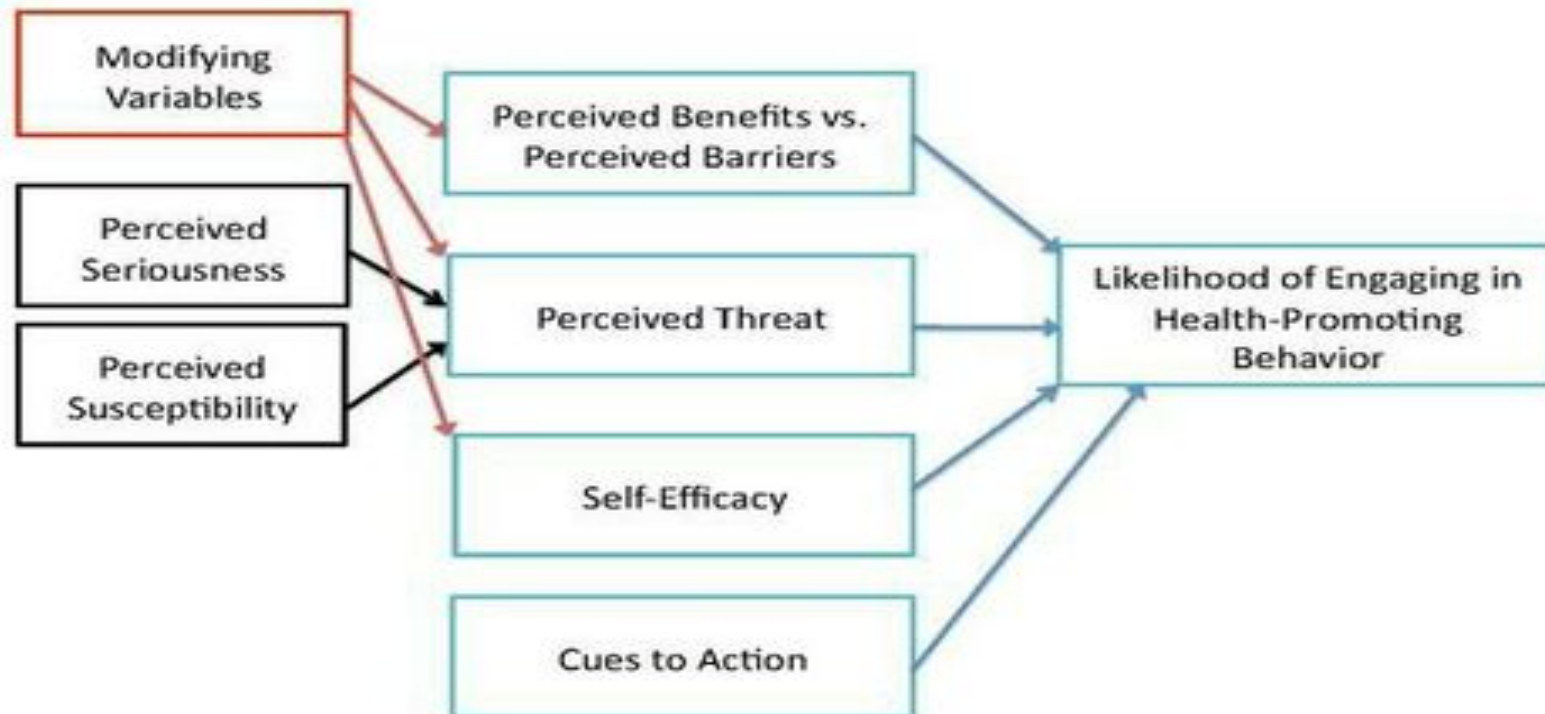 Modifying
Variables
Perceived Benefits vs.
Perceived Barriers
Perceived
Seriousness
Perceived Threat
Likelihood of Engaging in
Health-Promoting
Behavior
Perceived
Susceptibility
Self-Efficacy
Cues to Action